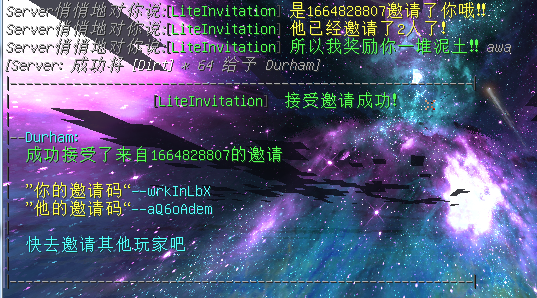 Server悄悄地对你说:[LiteInvitation] 是1664828807邀请了你哦!!
Server悄悄地对你说:[LiteInvitation] 他已经邀请了2人了!
Server悄悄地对你说:[LiteInvitation] 所以我奖励你一堆泥土!! awa
[Server: 成功将 [Dirt] * 64 给予 Durham]
|------------------------------------------------|
[LiteInvitation] 接受邀请成功!
--Durham:
成功接受了来自1664828807的邀请
"你的邀请码"--WrkInLbX
"他的邀请码"--aQ6oAdem
快去邀请其他玩家吧
|------------------------------------------------|